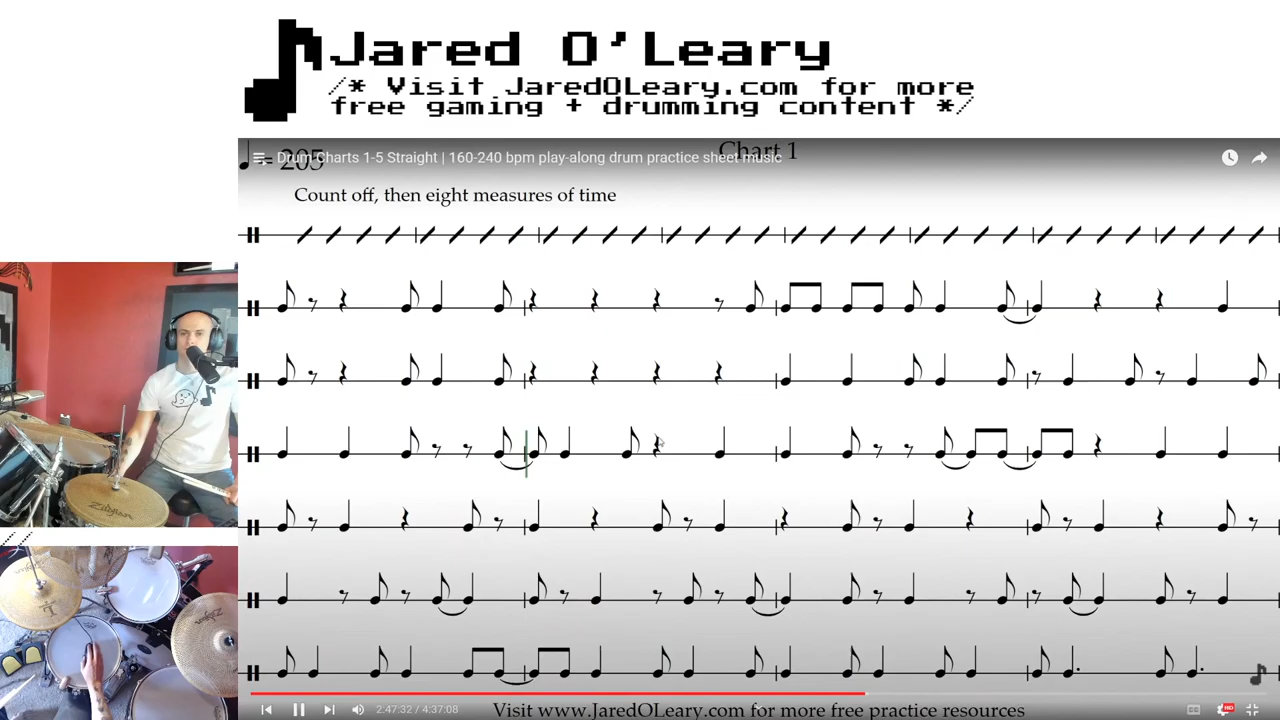 Jared O'Leary
/* Visit JaredOLeary.com for more
free gaming + drumming content */
Chart 1
= 205
Drum Charts 1-5 Straight | 160-240 bpm play-along drum practice sheet music
Count off, then eight measures of time
Zildjian
2:47:32 / 4:37:08
HD
Visit www.JaredOLeary.com for more free practice resources